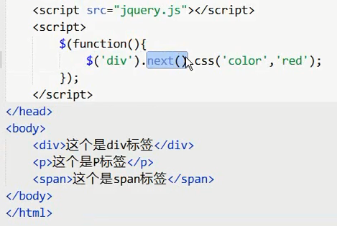 <script src="jquery.js"></script>
<script>
$(function(){
$('div').next().css('color','red');
});
</script>
</head>
<body>
<div>这个是div标签</div>
<p>这个是P标签</p>
<span>这个是span标签</span>
</body>
</html>